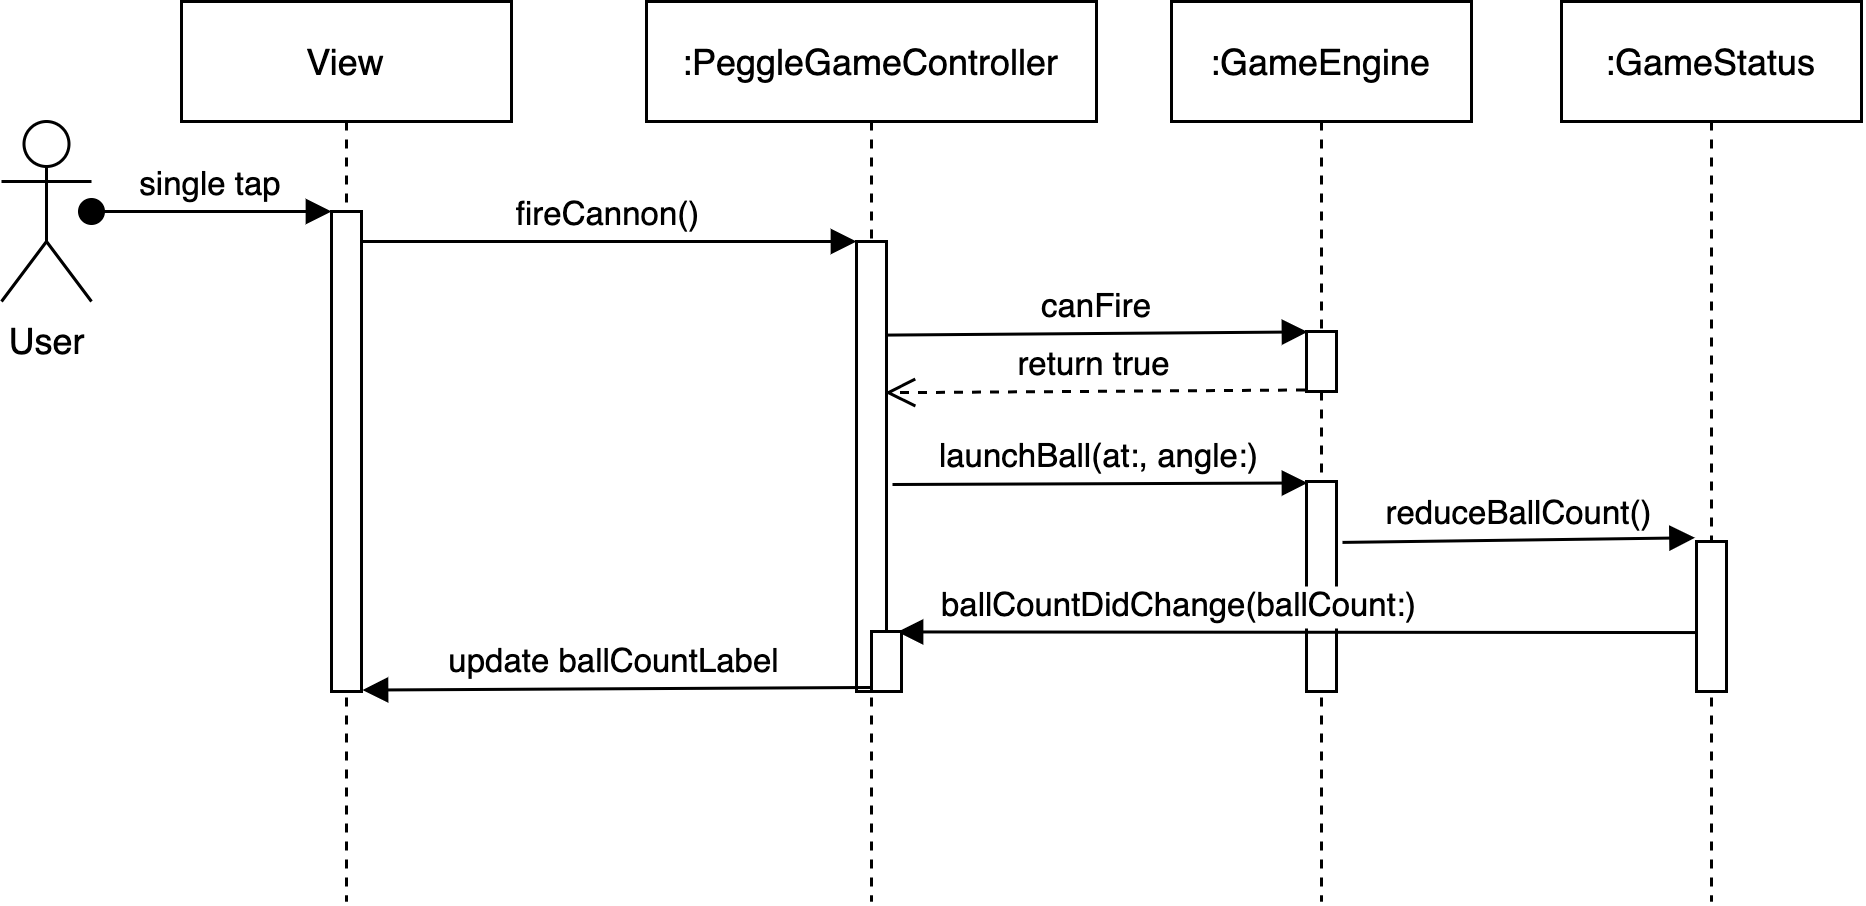 View
:PeggleGameController
:GameEngine
:GameStatus
single tap
fireCannon()
canFire
User
return true
launchBall(at:, angle:)
reduceBallCount()
ballCountDidChange(ballCount:)
update ballCountLabel